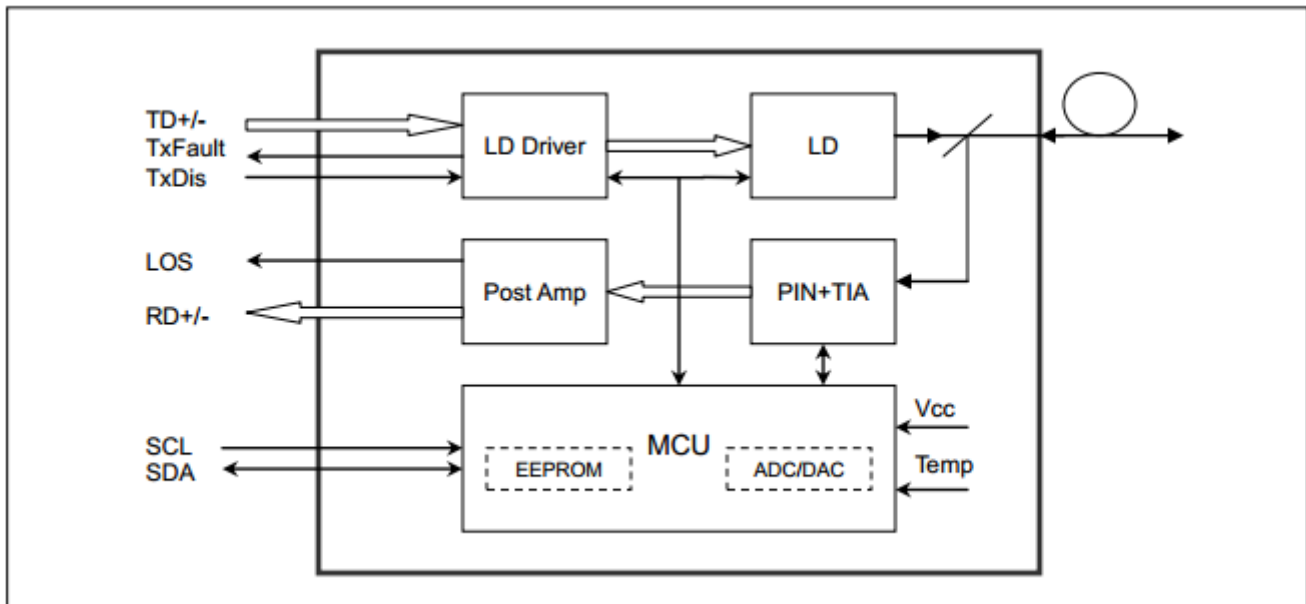 TD+/-
TxFault
TxDis
LD Driver
LD
LOS
RD+/-
Post Amp
PIN+TIA
SCL
SDA
MCU
EEPROM
ADC/DAC
Vcc
Temp